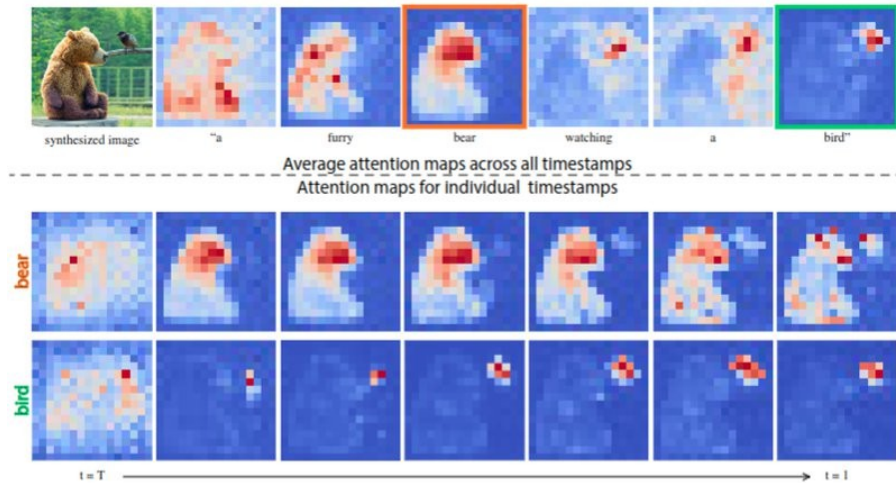 synthesized image
“a
furry
bear
watching
a
bird”
Average attention maps across all timestamps
Attention maps for individual timestamps
bear
bird
t = T
t = 1